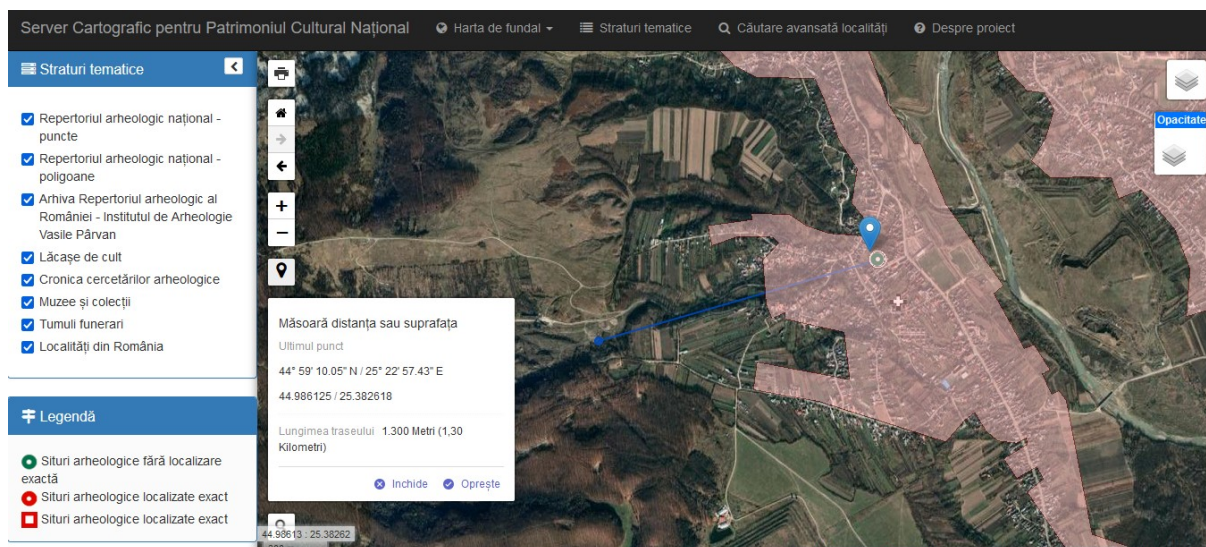 Server Cartografic pentru Patrimoniul Cultural Național
Harta de fundal
Straturi tematice
Căutare avansată localități
Despre proiect
Straturi tematice
Repertoriul arheologic național -
puncte
Repertoriul arheologic național -
poligoane
Arhiva Repertoriul arheologic al
României - Institutul de Arheologie
Vasile Pârvan
Lăcașe de cult
Cronica cercetărilor arheologice
Muzee și colecții
Tumuli funerari
Localități din România
Legendă
Situri arheologice fără localizare
exactă
Situri arheologice localizate exact
Situri arheologice localizate exact
Măsoară distanța sau suprafața
Ultimul punct
44° 59' 10.05" N / 25° 22' 57.43" E
44.986125 / 25.382618
Lungimea traseului 1.300 Metri (1,30
Kilometri)
Inchide
Oprește
44.98613 : 25.38262
Opacitate